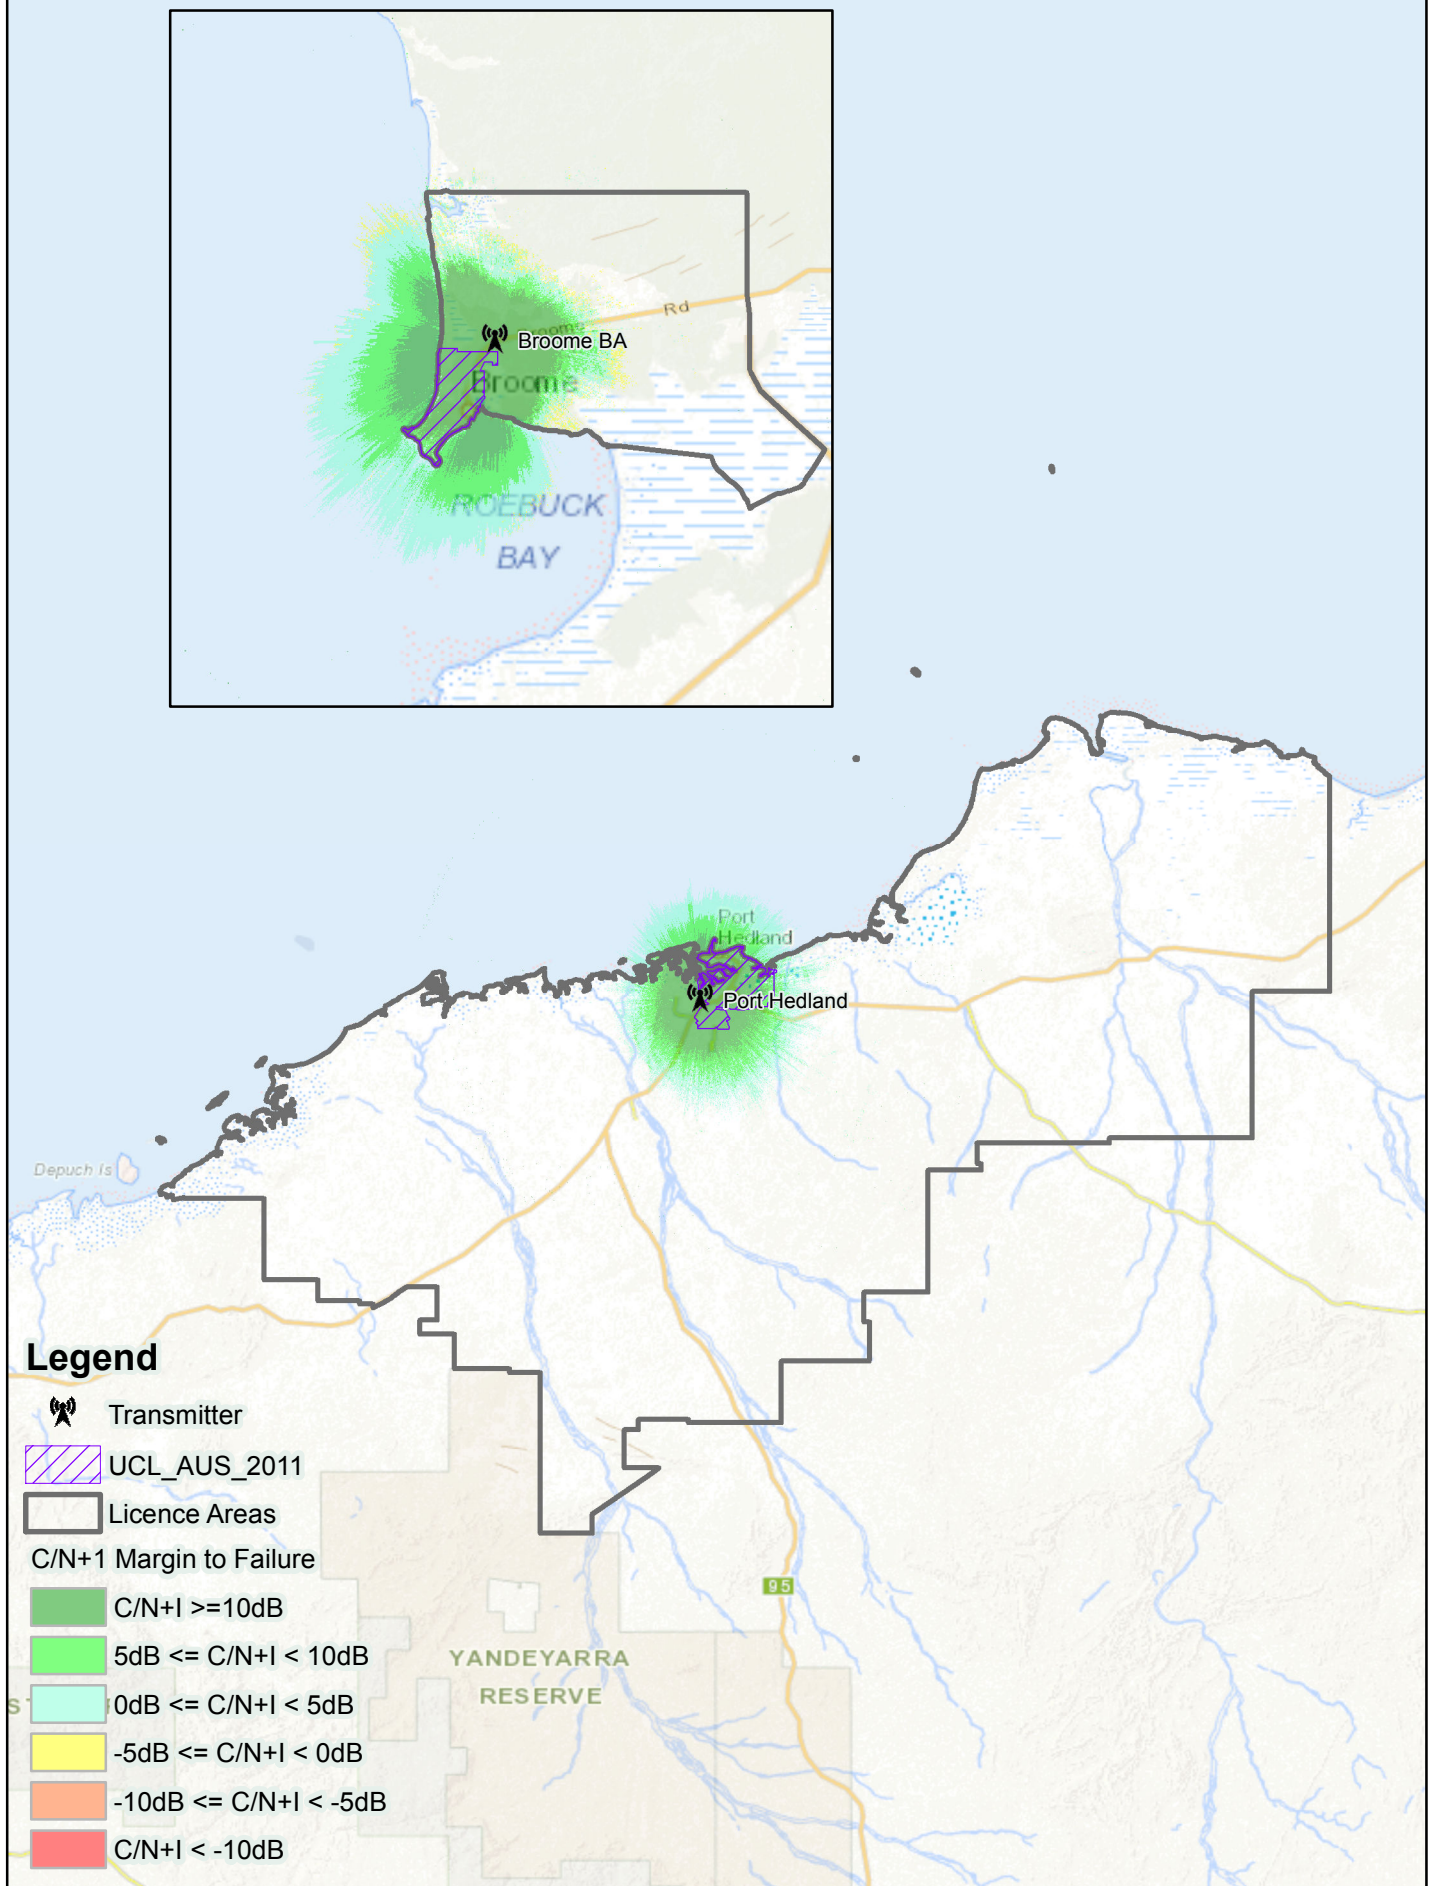 Rd
Broome
Broome BA
Broome
ROEBUCK
BAY
Port
Hedland
Port Hedland
Depuch Is
Legend
Transmitter
UCL_AUS_2011
Licence Areas
C/N+1 Margin to Failure
C/N+I >=10dB
95
5dB <= C/N+I < 10dB
YANDEYARRA
RESERVE
0dB <= C/N+I < 5dB
-5dB <= C/N+I < 0dB
-10dB <= C/N+I < -5dB
C/N+I < -10dB